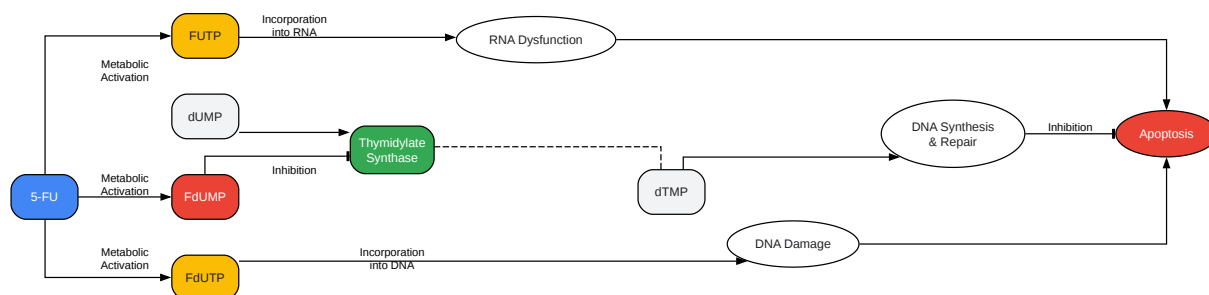 FUTP
Incorporation
into RNA
RNA Dysfunction
Metabolic
Activation
dUMP
Thymidylate
Synthase
DNA Synthesis
& Repair
Inhibition
Apoptosis
Inhibition
5-FU
Metabolic
Activation
FdUMP
dTMP
DNA Damage
Metabolic
Activation
FdUTP
Incorporation
into DNA